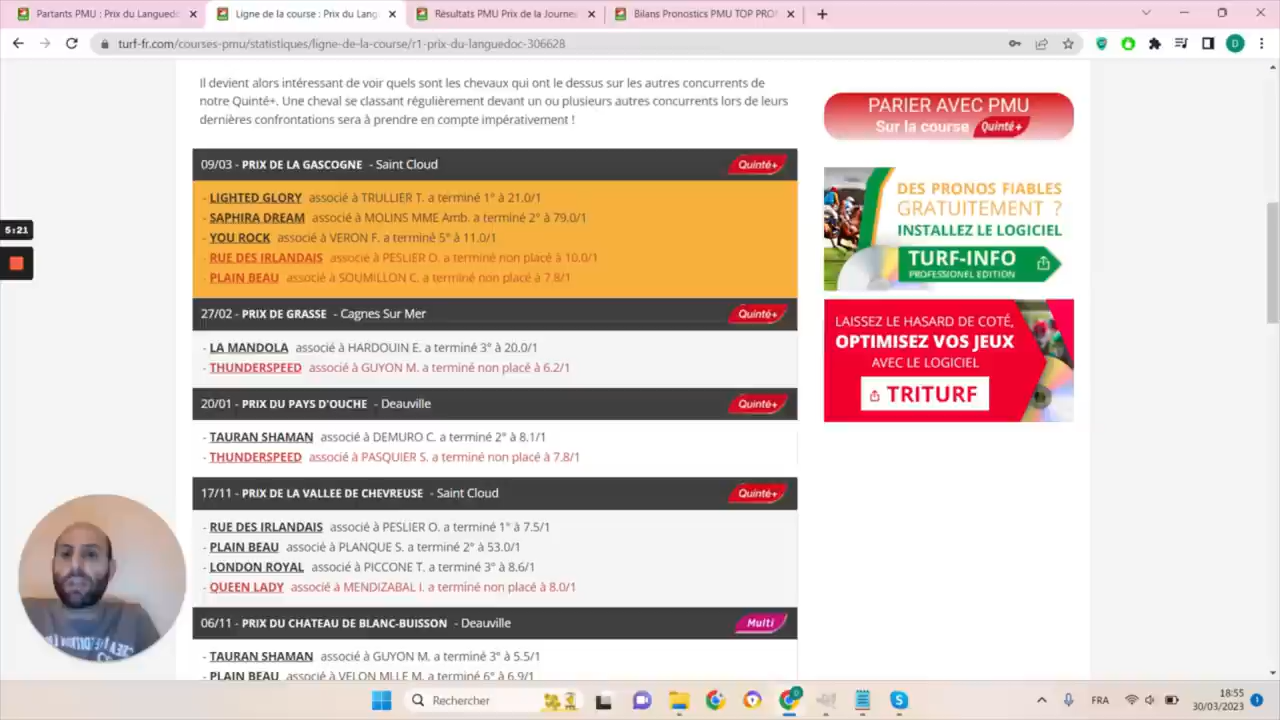 Partants PMU : Prix du Langued
Ligne de la course : Prix du Lang
Résultats PMU Prix de la Journé
Bilans Pronostics PMU TOP PRO
turf-fr.com/courses-pmu/statistiques/ligne-de-la-course/r1-prix-du-languedoc-306628
D
Il devient alors intéressant de voir quels sont les chevaux qui ont le dessus sur les autres concurrents de
notre Quinté+. Une cheval se classant régulièrement devant un ou plusieurs autres concurrents lors de leurs
dernières confrontations sera à prendre en compte impérativement !
09/03 - PRIX DE LA GASCOGNE - Saint Cloud Quinté+
- LIGHTED GLORY associé à TRULLIER T. a terminé 1° à 21.0/1
- SAPHIRA DREAM associé à MOLINS MME Amb. a terminé 2° à 79.0/1
- YOU ROCK associé à VERON F. a terminé 5° à 11.0/1
- RUE DES IRLANDAIS associé à PESLIER O. a terminé non placé à 10.0/1
- PLAIN BEAU associé à SOUMILLON C. a terminé non placé à 7.8/1
27/02 - PRIX DE GRASSE - Cagnes Sur Mer Quinté+
- LA MANDOLA associé à HARDOUIN E. a terminé 3° à 20.0/1
- THUNDERSPEED associé à GUYON M. a terminé non placé à 6.2/1
20/01 - PRIX DU PAYS D'OUCHE - Deauville Quinté+
- TAURAN SHAMAN associé à DEMURO C. a terminé 2° à 8.1/1
- THUNDERSPEED associé à PASQUIER S. a terminé non placé à 7.8/1
17/11 - PRIX DE LA VALLEE DE CHEVREUSE - Saint Cloud Quinté+
- RUE DES IRLANDAIS associé à PESLIER O. a terminé 1° à 7.5/1
- PLAIN BEAU associé à PLANQUE S. a terminé 2° à 53.0/1
- LONDON ROYAL associé à PICCONE T. a terminé 3° à 8.6/1
- QUEEN LADY associé à MENDIZABAL I. a terminé non placé à 8.0/1
06/11 - PRIX DU CHATEAU DE BLANC-BUISSON - Deauville Multi
- TAURAN SHAMAN associé à GUYON M. a terminé 3° à 5.5/1
- PLAIN BEAU associé à VELON MLLE M. a terminé 6° à 6.9/1
PARIER AVEC PMU
Sur la course Quinté+
DES PRONOS FIABLES
GRATUITEMENT ?
INSTALLEZ LE LOGICIEL
TURF-INFO
PROFESSIONEL EDITION
LAISSEZ LE HASARD DE COTÉ,
OPTIMISEZ VOS JEUX
AVEC LE LOGICIEL
TRITURF
5:21
Rechercher
FRA
18:55
30/03/2023